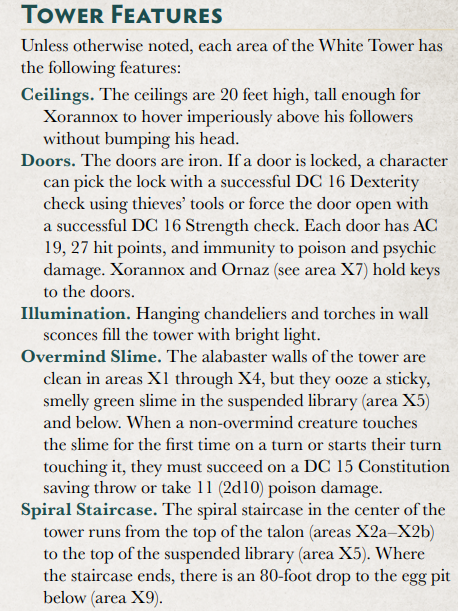 TOWER FEATURES
Unless otherwise noted, each area of the White Tower has
the following features:
Ceilings. The ceilings are 20 feet high, tall enough for
Xorannox to hover imperiously above his followers
without bumping his head.
Doors. The doors are iron. If a door is locked, a character
can pick the lock with a successful DC 16 Dexterity
check using thieves' tools or force the door open with
a successful DC 16 Strength check. Each door has AC
19, 27 hit points, and immunity to poison and psychic
damage. Xorannox and Ornaz (see area X7) hold keys
to the doors.
Illumination. Hanging chandeliers and torches in wall
sconces fill the tower with bright light.
Overmind Slime. The alabaster walls of the tower are
clean in areas X1 through X4, but they ooze a sticky,
smelly green slime in the suspended library (area X5)
and below. When a non-overmind creature touches
the slime for the first time on a turn or starts their turn
touching it, they must succeed on a DC 15 Constitution
saving throw or take 11 (2d10) poison damage.
Spiral Staircase. The spiral staircase in the center of the
tower runs from the top of the talon (areas X2a–X2b)
to the top of the suspended library (area X5). Where
the staircase ends, there is an 80-foot drop to the egg pit
below (area X9).